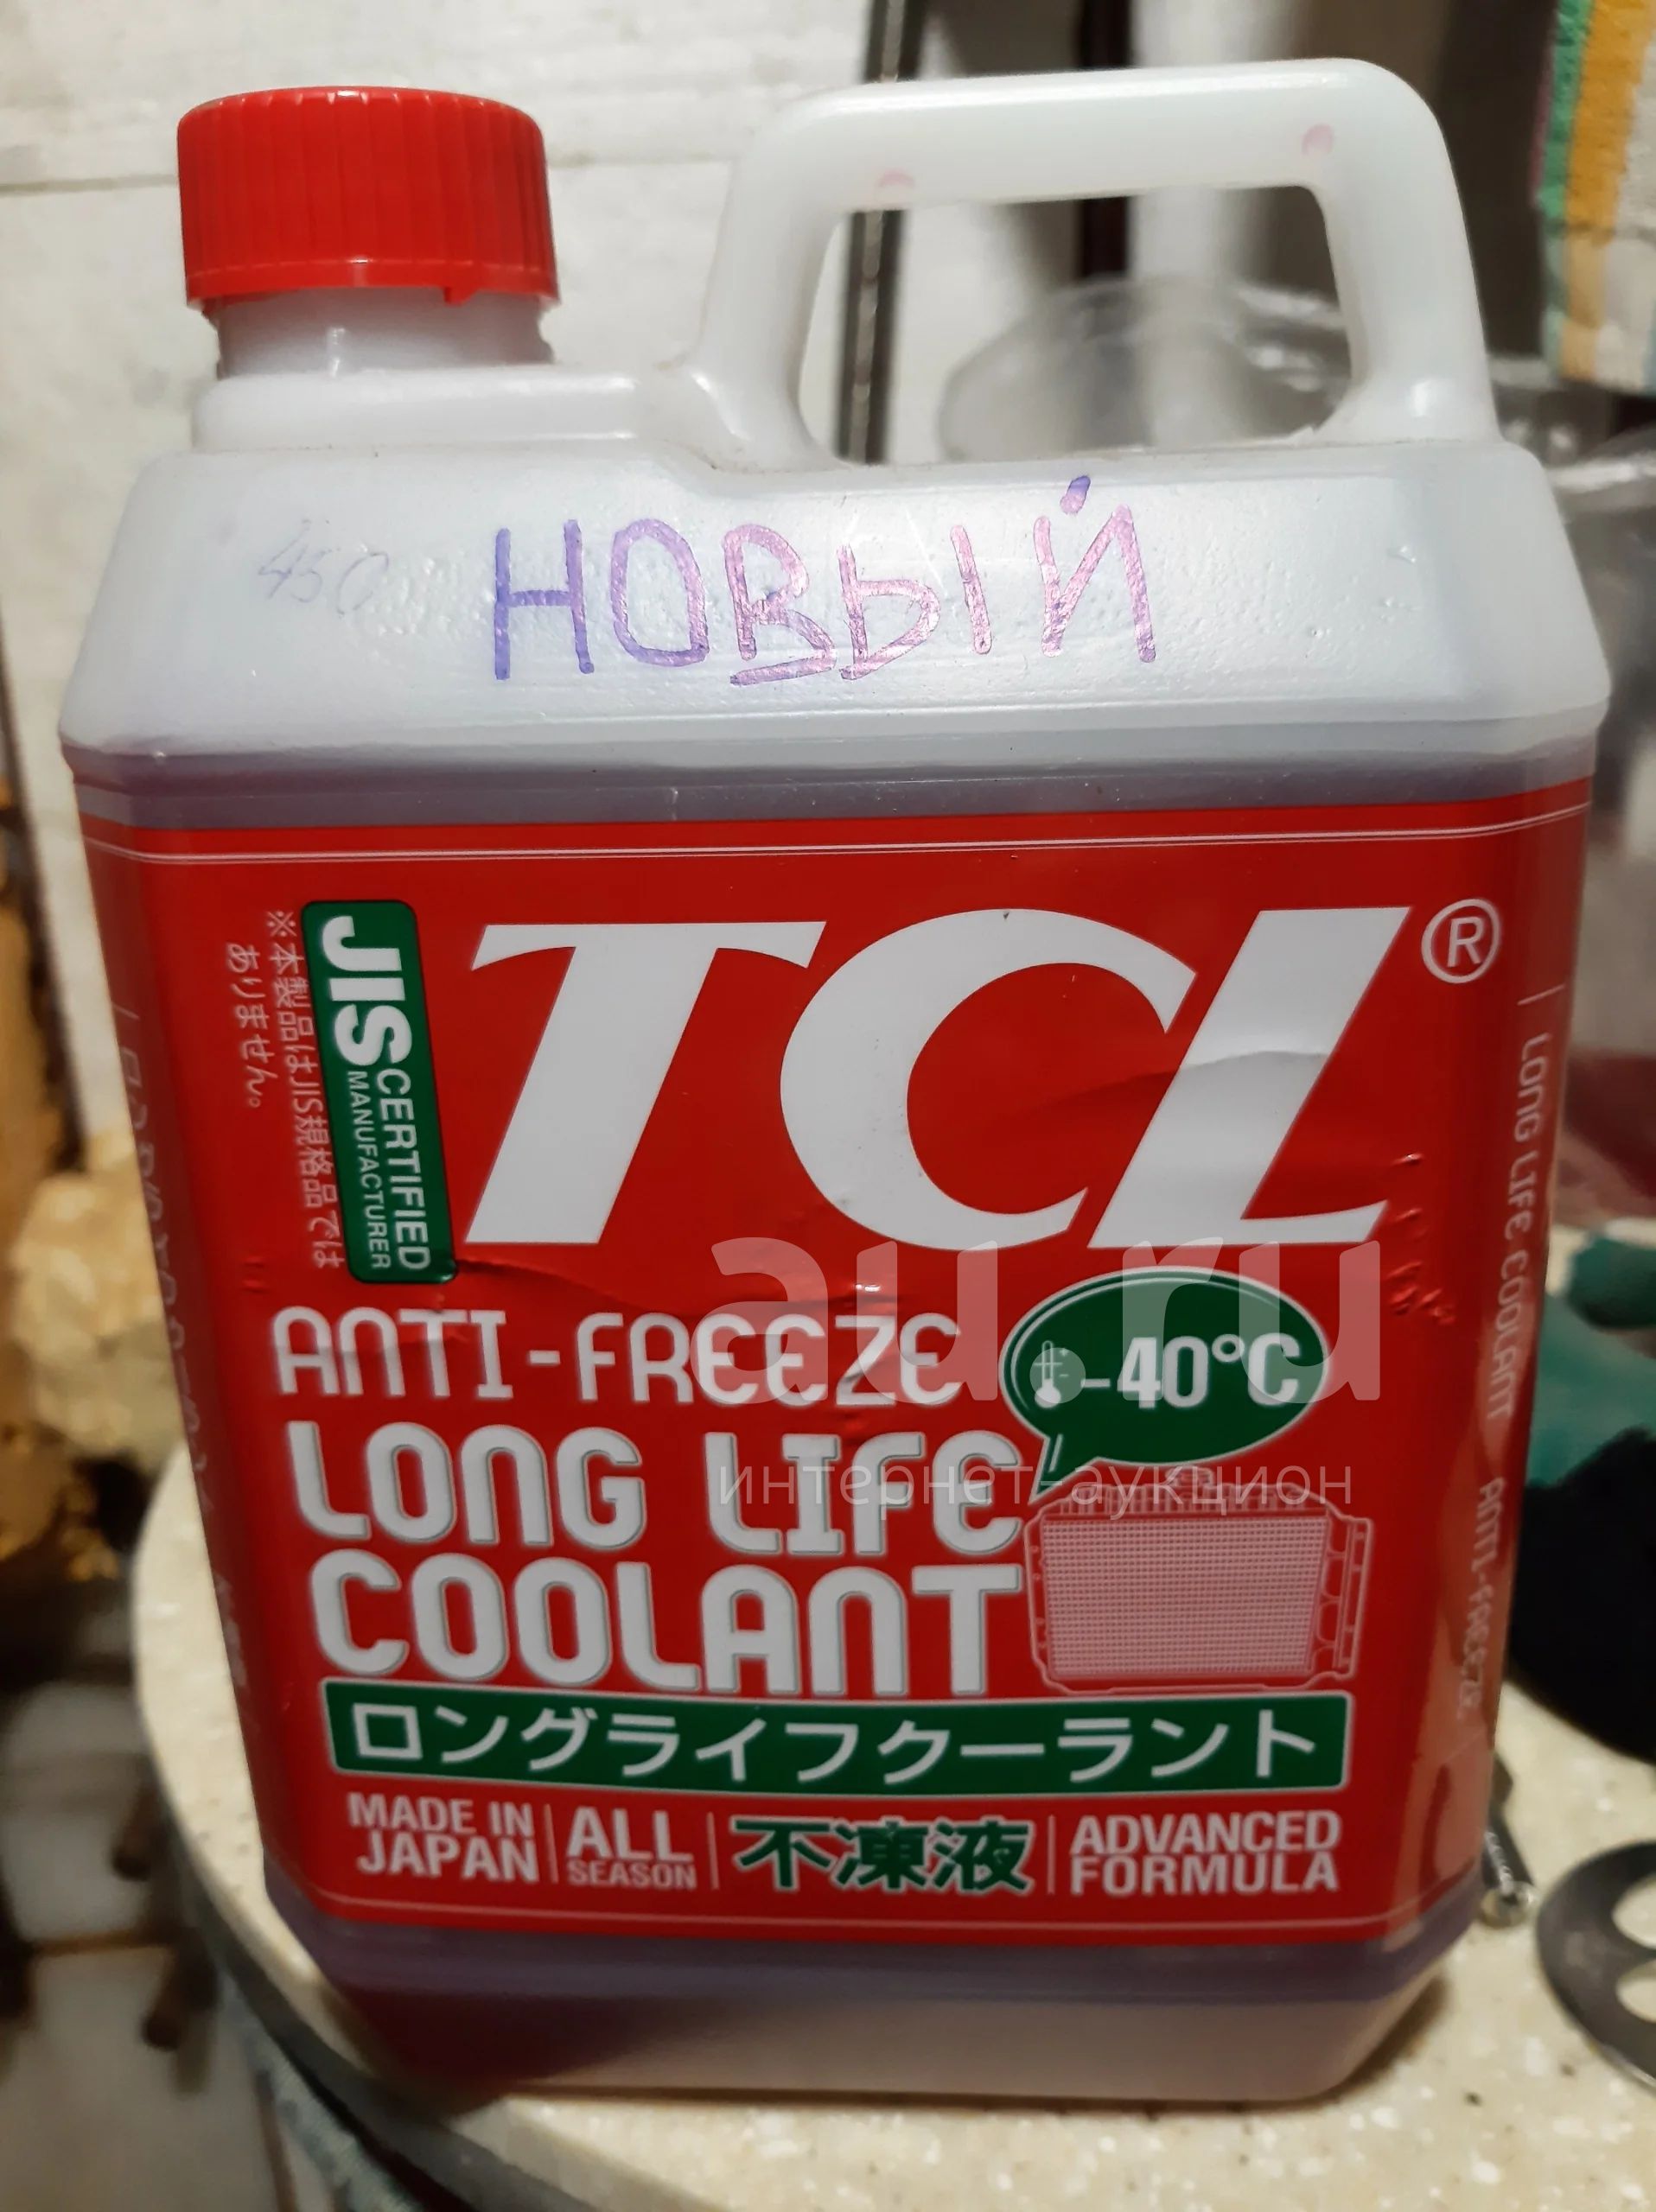 450
НОВЫЙ
TCL®
JIS CERTIFIED
MANUFACTURER
※本製品はJIS規格品では
ありません。
au.ru
ANTI-FREEZE
-40°C
LONG LIFE
интернет-аукцион
COOLANT
ロングライフクーラント
MADE IN
JAPAN
ALL
SEASON
不凍液
ADVANCED
FORMULA
LONG LIFE COOLANT ANTI-FREEZE